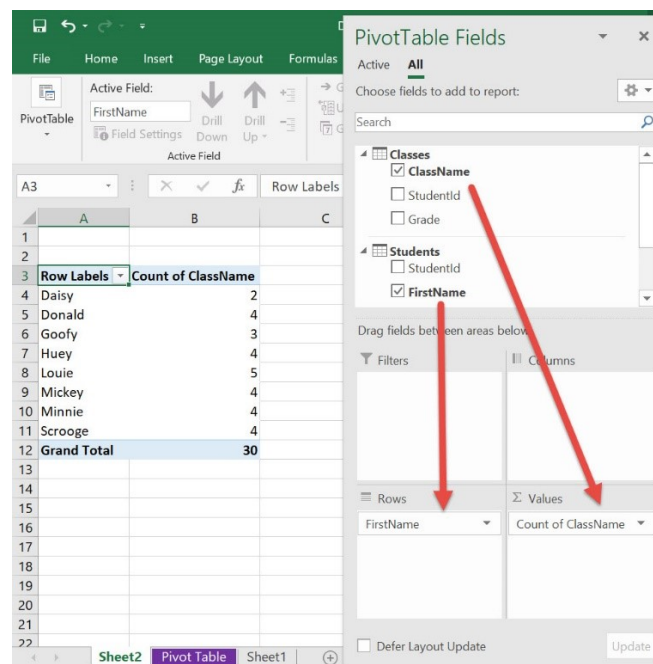 File Home Insert Page Layout Formulas
PivotTable
Active Field:
FirstName
Field Settings
Drill Down
Drill Up
Active Field
A3 fx Row Labels
A B C
1
2
3 Row Labels Count of ClassName
4 Daisy 2
5 Donald 4
6 Goofy 3
7 Huey 4
8 Louie 5
9 Mickey 4
10 Minnie 4
11 Scrooge 4
12 Grand Total 30
13
14
15
16
17
18
19
20
21
22
Sheet2 Pivot Table Sheet1
PivotTable Fields
Active All
Choose fields to add to report:
Search
Classes
ClassName
StudentId
Grade
Students
StudentId
FirstName
Drag fields between areas below:
Filters Columns
Rows Σ Values
FirstName Count of ClassName
Defer Layout Update Update